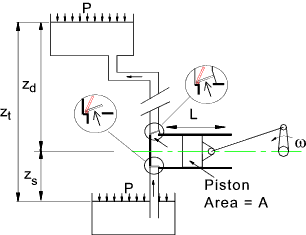 P
z_d
z_t
L
ω
z_s
P
Piston
Area = A